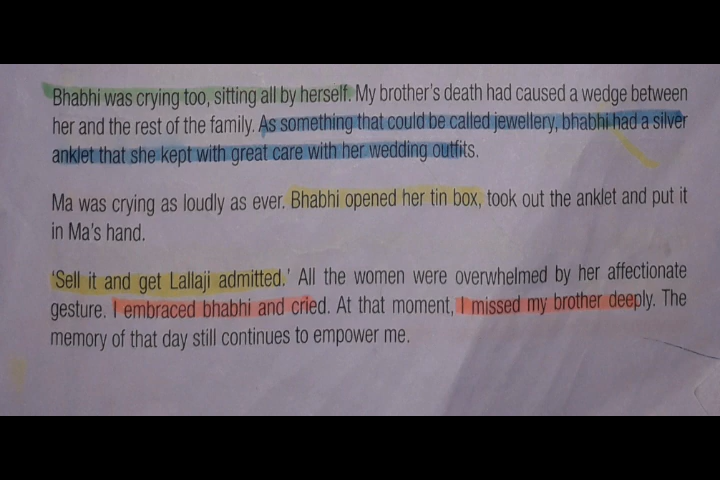 Bhabhi was crying too, sitting all by herself. My brother's death had caused a wedge between
her and the rest of the family. As something that could be called jewellery, bhabhi had a silver
anklet that she kept with great care with her wedding outfits.
Ma was crying as loudly as ever. Bhabhi opened her tin box, took out the anklet and put it
in Ma's hand.
'Sell it and get Lallaji admitted.' All the women were overwhelmed by her affectionate
gesture. I embraced bhabhi and cried. At that moment, I missed my brother deeply. The
memory of that day still continues to empower me.